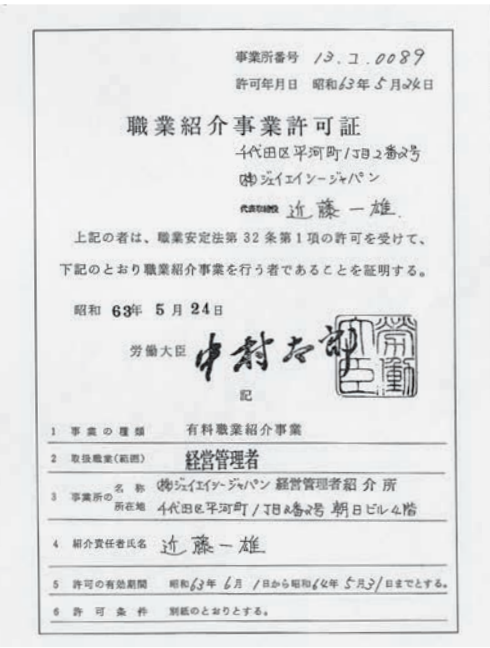 事業所番号 13.ユ.0089
許可年月日 昭和63年5月24日
職業紹介事業許可証
千代田区平河町1丁目2番2号
(株)ジェイエイシージャパン
代表取締役 近藤一雄
上記の者は、職業安定法第32条第1項の許可を受けて、
下記のとおり職業紹介事業を行う者であることを証明する。
昭和 63年 5月 24日
労働大臣 中村太郎
労働大臣
記
1 事業の種類 有料職業紹介事業
2 取扱職業(範囲) 経営管理者
3 事業所の 名称 (株)ジェイエイシージャパン 経営管理者紹介所
所在地 千代田区平河町1丁目2番2号 朝日ビル4階
4 紹介責任者氏名 近藤一雄
5 許可の有効期間 昭和63年6月1日から昭和64年5月31日までとする。
6 許可条件 別紙のとおりとする。